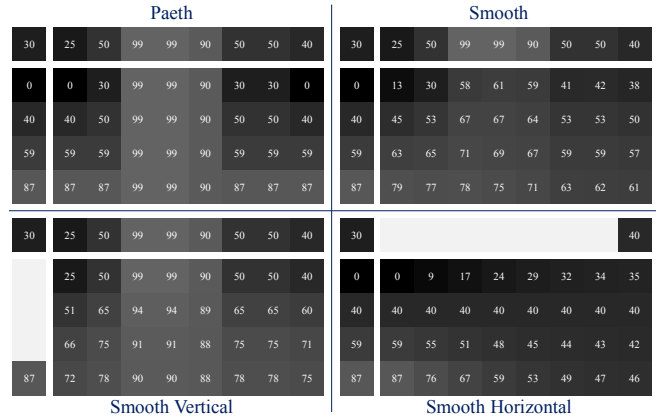 Paeth
30 25 50 99 99 90 50 50 40
0 0 30 99 99 90 30 30 0
40 40 50 99 99 90 50 50 40
59 59 59 99 99 90 59 59 59
87 87 87 99 99 90 87 87 87
Smooth
30 25 50 99 99 90 50 50 40
0 13 30 58 61 59 41 42 38
40 45 53 67 67 64 53 53 50
59 63 65 71 69 67 59 59 57
87 79 77 78 75 71 63 62 61
30 25 50 99 99 90 50 50 40
25 50 99 99 90 50 50 40
51 65 94 94 89 65 65 60
66 75 91 91 88 75 75 71
87 72 78 90 90 88 78 78 75
Smooth Vertical
30 40
0 0 9 17 24 29 32 34 35
40 40 40 40 40 40 40 40 40
59 59 55 51 48 45 44 43 42
87 87 76 67 59 53 49 47 46
Smooth Horizontal